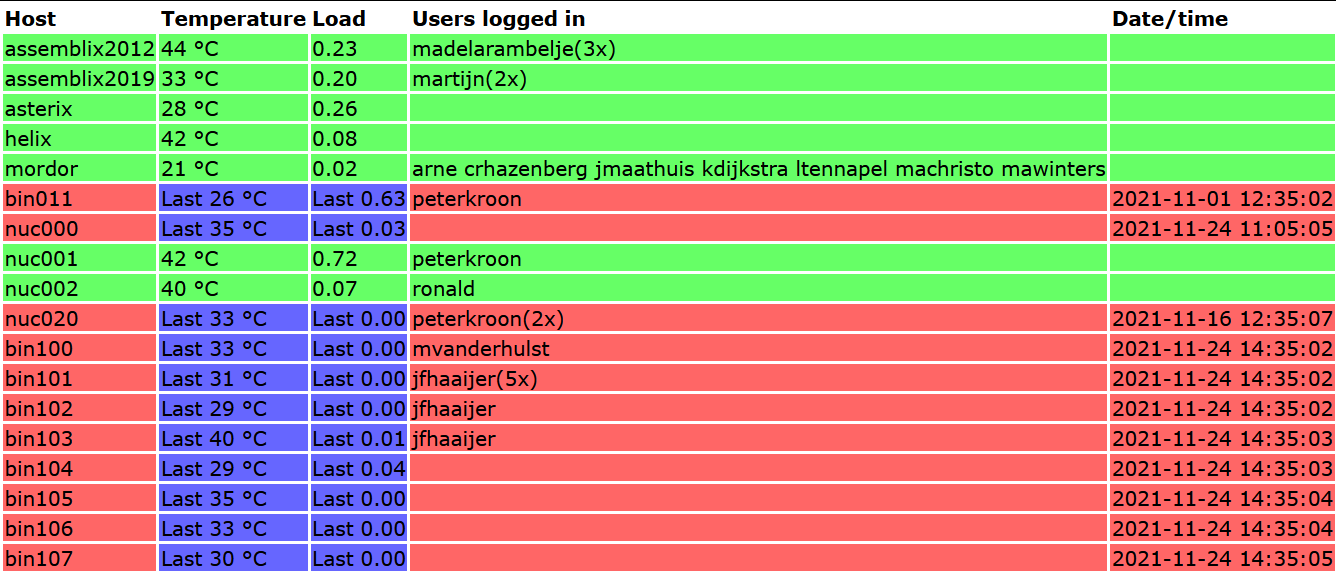 Host Temperature Load Users logged in Date/time
assemblix2012 44 °C 0.23 madelarambelje(3x)
assemblix2019 33 °C 0.20 martijn(2x)
asterix 28 °C 0.26
helix 42 °C 0.08
mordor 21 °C 0.02 arne crhazenberg jmaathuis kdijkstra ltennapel machristo mawinters
bin011 Last 26 °C Last 0.63 peterkroon 2021-11-01 12:35:02
nuc000 Last 35 °C Last 0.03 2021-11-24 11:05:05
nuc001 42 °C 0.72 peterkroon
nuc002 40 °C 0.07 ronald
nuc020 Last 33 °C Last 0.00 peterkroon(2x) 2021-11-16 12:35:07
bin100 Last 33 °C Last 0.00 mvanderhulst 2021-11-24 14:35:02
bin101 Last 31 °C Last 0.00 jfhaaijer(5x) 2021-11-24 14:35:02
bin102 Last 29 °C Last 0.00 jfhaaijer 2021-11-24 14:35:02
bin103 Last 40 °C Last 0.01 jfhaaijer 2021-11-24 14:35:03
bin104 Last 29 °C Last 0.04 2021-11-24 14:35:03
bin105 Last 35 °C Last 0.00 2021-11-24 14:35:04
bin106 Last 33 °C Last 0.00 2021-11-24 14:35:04
bin107 Last 30 °C Last 0.00 2021-11-24 14:35:05